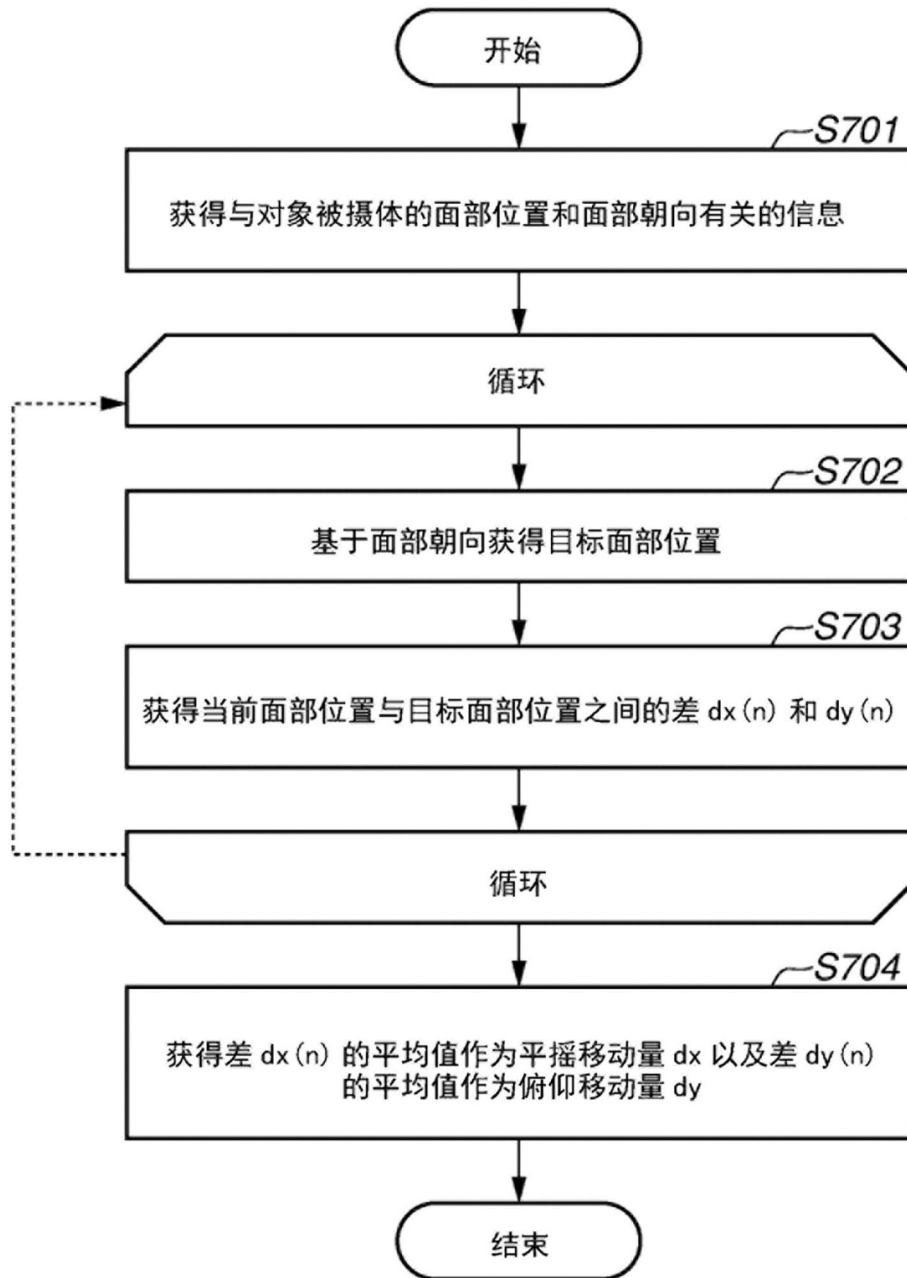 开始
S701
获得与对象被摄体的面部位置和面部朝向有关的信息
循环
S702
基于面部朝向获得目标面部位置
S703
获得当前面部位置与目标面部位置之间的差 dx(n) 和 dy(n)
循环
S704
获得差 dx(n) 的平均值作为平摇移动量 dx 以及差 dy(n)
的平均值作为俯仰移动量 dy
结束